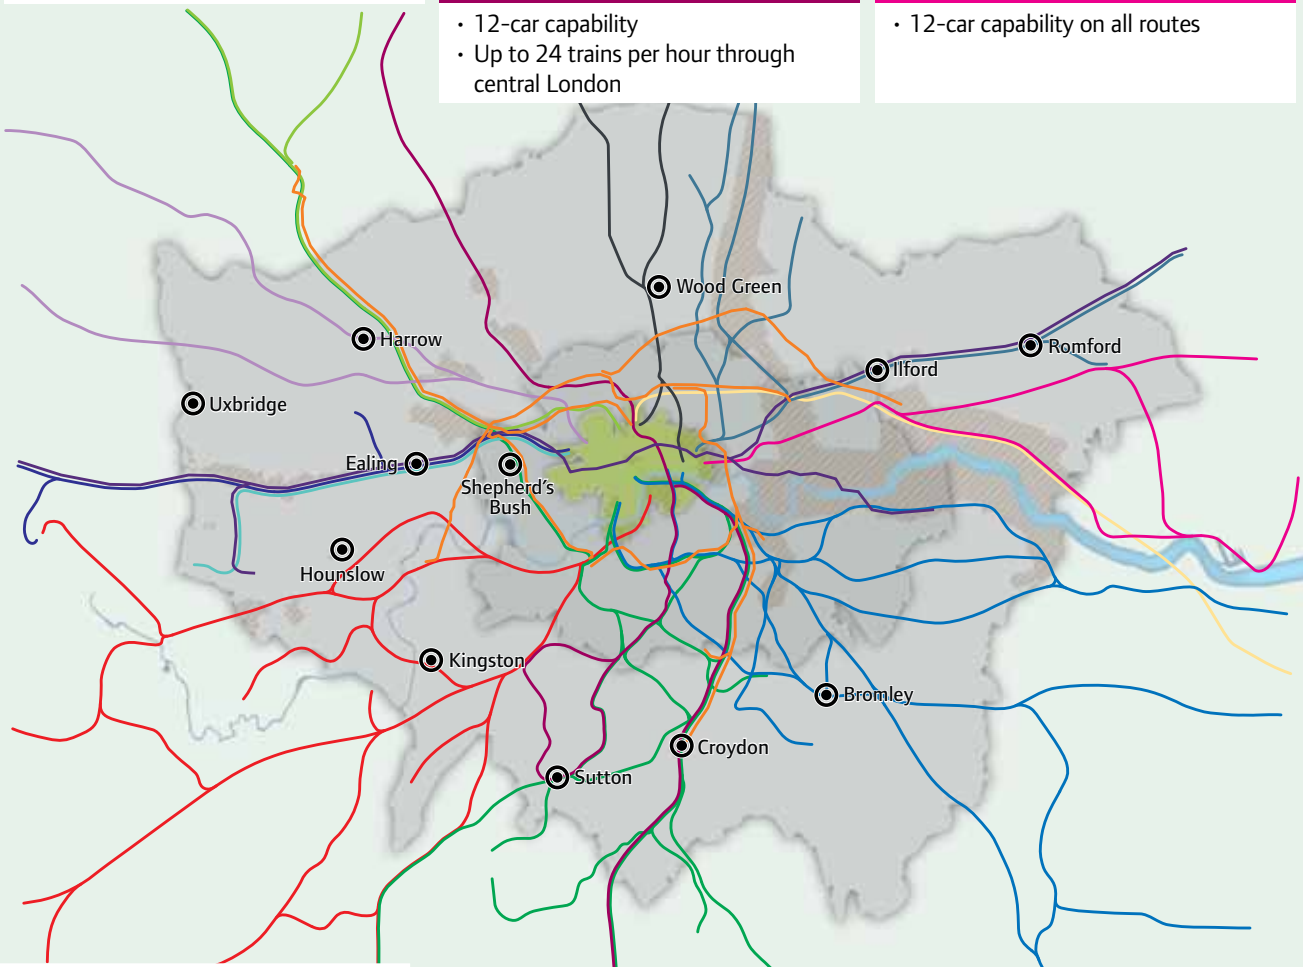 · 12-car capability
· Up to 24 trains per hour through
central London
· 12-car capability on all routes
Wood Green
Harrow
Romford
Ilford
Uxbridge
Ealing
Shepherd's
Bush
Hounslow
Kingston
Bromley
Croydon
Sutton